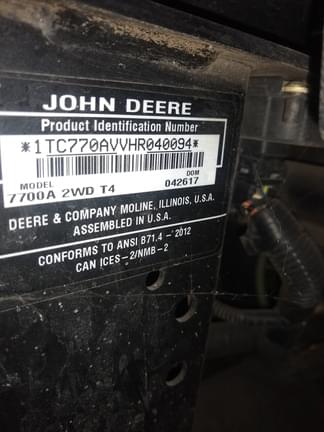 JOHN DEERE
Product Identification Number
*1TC770AVVHR040094*
MODEL DOM
7700A 2WD T4 042617
DEERE & COMPANY MOLINE, ILLINOIS, U.S.A.
ASSEMBLED IN U.S.A.
CONFORMS TO ANSI B71.4 - 2012
CAN ICES-2/NMB-2